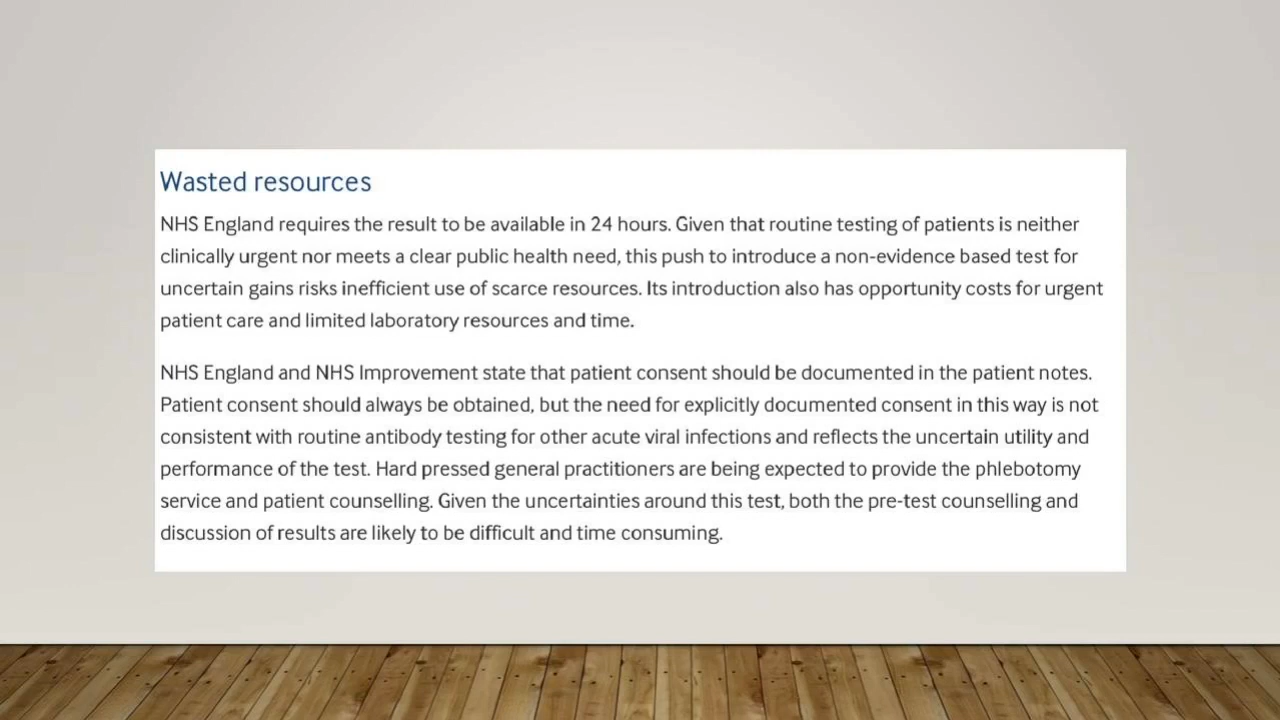 Wasted resources
NHS England requires the result to be available in 24 hours. Given that routine testing of patients is neither
clinically urgent nor meets a clear public health need, this push to introduce a non-evidence based test for
uncertain gains risks inefficient use of scarce resources. Its introduction also has opportunity costs for urgent
patient care and limited laboratory resources and time.
NHS England and NHS Improvement state that patient consent should be documented in the patient notes.
Patient consent should always be obtained, but the need for explicitly documented consent in this way is not
consistent with routine antibody testing for other acute viral infections and reflects the uncertain utility and
performance of the test. Hard pressed general practitioners are being expected to provide the phlebotomy
service and patient counselling. Given the uncertainties around this test, both the pre-test counselling and
discussion of results are likely to be difficult and time consuming.